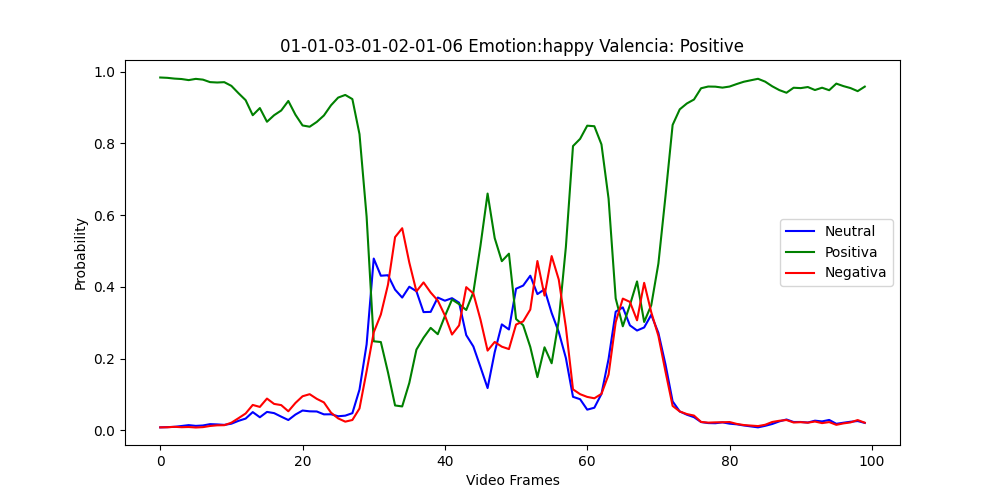 01-01-03-01-02-01-06 Emotion:happy Valencia: Positive
Probability
1.0
0.8
0.6
0.4
0.2
0.0
Neutral
Positiva
Negativa
0 20 40 60 80 100
Video Frames